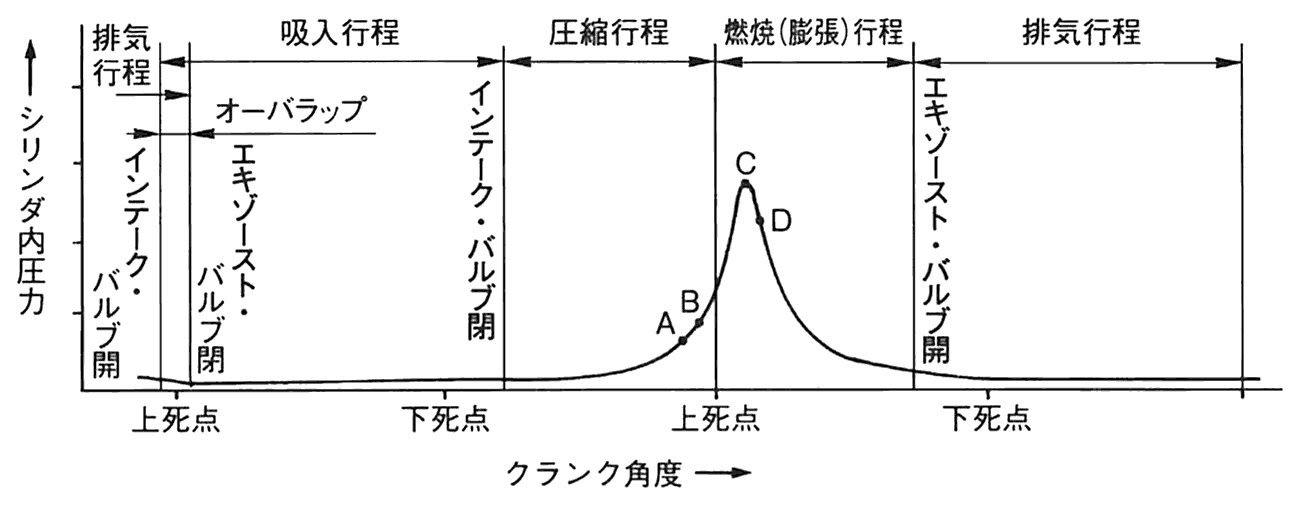 排気
行程
吸入行程
圧縮行程
燃焼(膨張)行程
排気行程
オーバラップ
↑シリンダ内圧力
インテーク・
バルブ開
エキゾースト・
バルブ閉
インテーク・バルブ閉
エキゾースト・バルブ開
A
B
C
D
上死点
下死点
上死点
下死点
クランク角度→